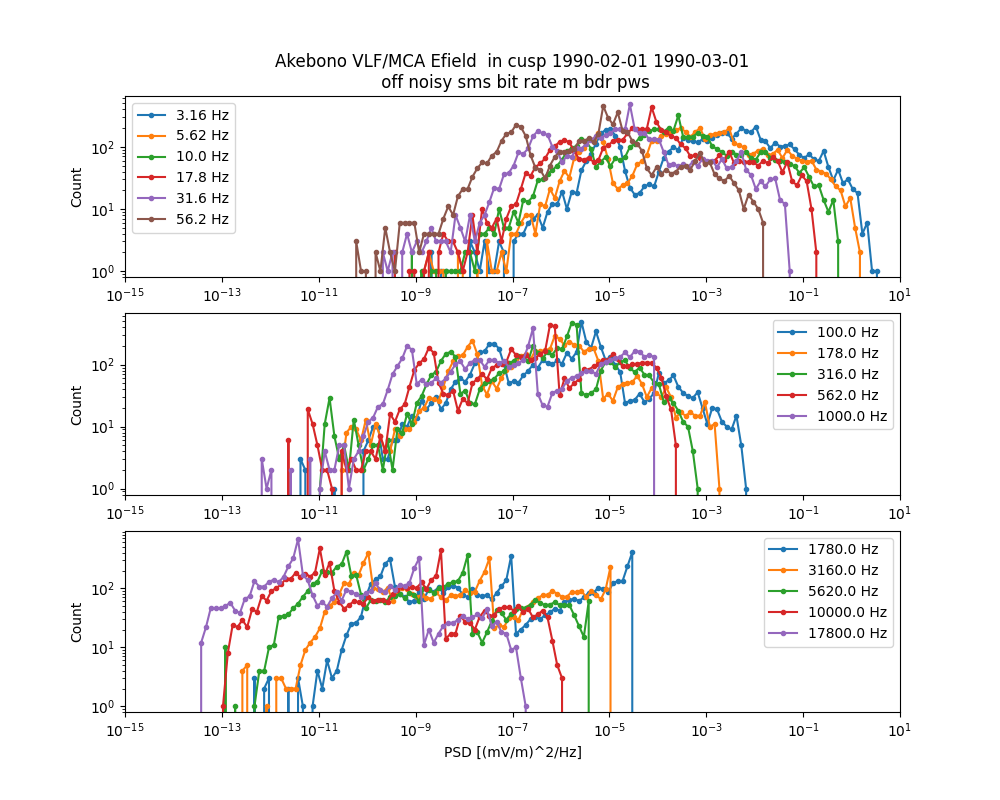 Akebono VLF/MCA Efield  in cusp 1990-02-01 1990-03-01
off noisy sms bit rate m bdr pws
Count
10^2
10^1
10^0
3.16 Hz
5.62 Hz
10.0 Hz
17.8 Hz
31.6 Hz
56.2 Hz
10^-15 10^-13 10^-11 10^-9 10^-7 10^-5 10^-3 10^-1 10^1
Count
10^2
10^1
10^0
100.0 Hz
178.0 Hz
316.0 Hz
562.0 Hz
1000.0 Hz
10^-15 10^-13 10^-11 10^-9 10^-7 10^-5 10^-3 10^-1 10^1
Count
10^2
10^1
10^0
1780.0 Hz
3160.0 Hz
5620.0 Hz
10000.0 Hz
17800.0 Hz
10^-15 10^-13 10^-11 10^-9 10^-7 10^-5 10^-3 10^-1 10^1
PSD [(mV/m)^2/Hz]